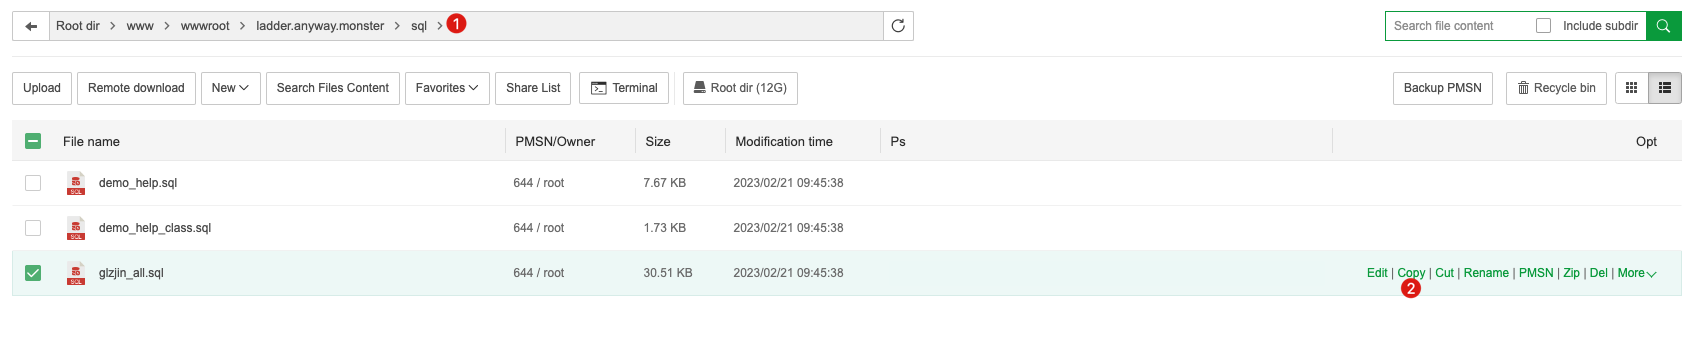 Root dir > www > wwwroot > ladder.anyway.monster > sql > 1
Search file content Include subdir
Upload Remote download New Search Files Content Favorites Share List Terminal Root dir (12G) Backup PMSN Recycle bin
File name PMSN/Owner Size Modification time Ps Opt
SQL demo_help.sql 644 / root 7.67 KB 2023/02/21 09:45:38
SQL demo_help_class.sql 644 / root 1.73 KB 2023/02/21 09:45:38
SQL glzjin_all.sql 644 / root 30.51 KB 2023/02/21 09:45:38 Edit | Copy | Cut | Rename | PMSN | Zip | Del | More
2